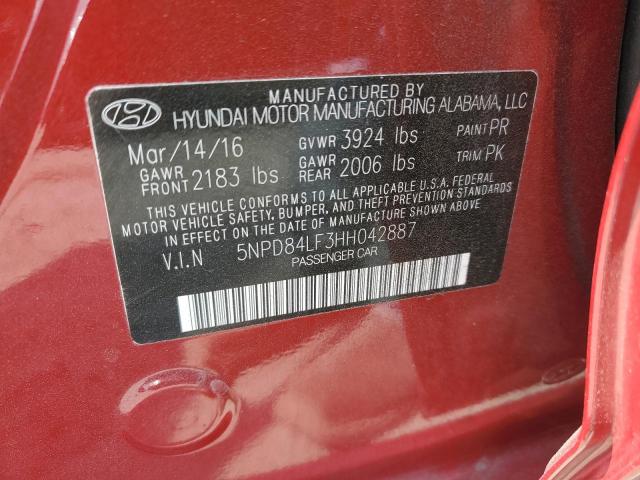 MANUFACTURED BY
HYUNDAI MOTOR MANUFACTURING ALABAMA, LLC
Mar/14/16 GVWR 3924 lbs PAINT PR
GAWR FRONT 2183 lbs GAWR REAR 2006 lbs TRIM PK
THIS VEHICLE CONFORMS TO ALL APPLICABLE U.S.A. FEDERAL
MOTOR VEHICLE SAFETY, BUMPER, AND THEFT PREVENTION STANDARDS
IN EFFECT ON THE DATE OF MANUFACTURE SHOWN ABOVE.
V.I.N 5NPD84LF3HH042887
PASSENGER CAR